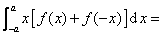 ∫_{-a}^{a} x[f(x)+f(-x)]dx=